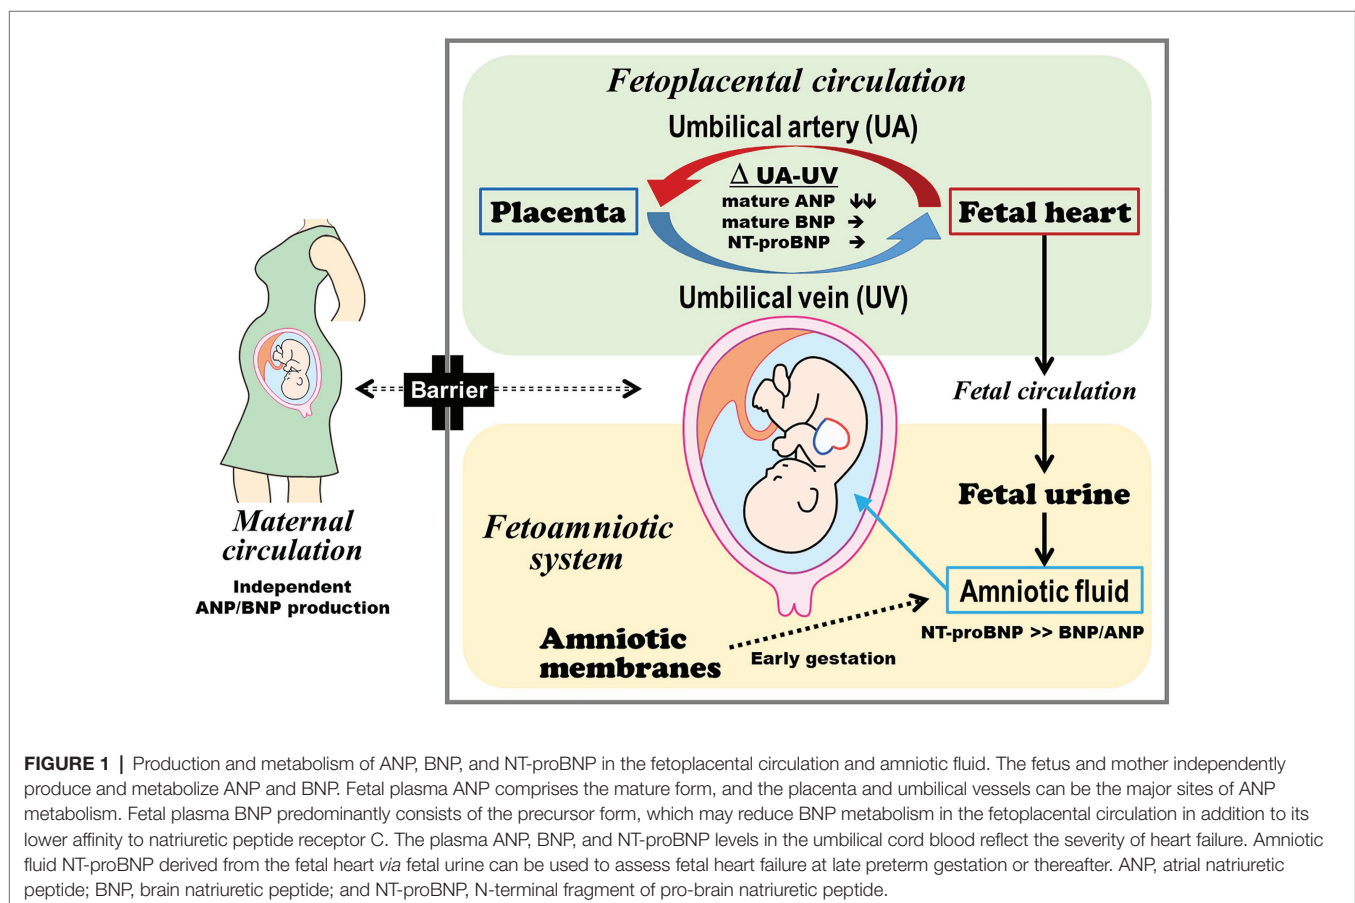 Fetoplacental circulation
Umbilical artery (UA)
Δ UA-UV
mature ANP ↓↓
mature BNP →
NT-proBNP →
Placenta
Fetal heart
Umbilical vein (UV)
Barrier
Fetal circulation
Fetal urine
Maternal
circulation
Independent
ANP/BNP production
Fetoamniotic
system
Amniotic fluid
NT-proBNP >> BNP/ANP
Amniotic
membranes
Early gestation
FIGURE 1 | Production and metabolism of ANP, BNP, and NT-proBNP in the fetoplacental circulation and amniotic fluid. The fetus and mother independently
produce and metabolize ANP and BNP. Fetal plasma ANP comprises the mature form, and the placenta and umbilical vessels can be the major sites of ANP
metabolism. Fetal plasma BNP predominantly consists of the precursor form, which may reduce BNP metabolism in the fetoplacental circulation in addition to its
lower affinity to natriuretic peptide receptor C. The plasma ANP, BNP, and NT-proBNP levels in the umbilical cord blood reflect the severity of heart failure. Amniotic
fluid NT-proBNP derived from the fetal heart via fetal urine can be used to assess fetal heart failure at late preterm gestation or thereafter. ANP, atrial natriuretic
peptide; BNP, brain natriuretic peptide; and NT-proBNP, N-terminal fragment of pro-brain natriuretic peptide.